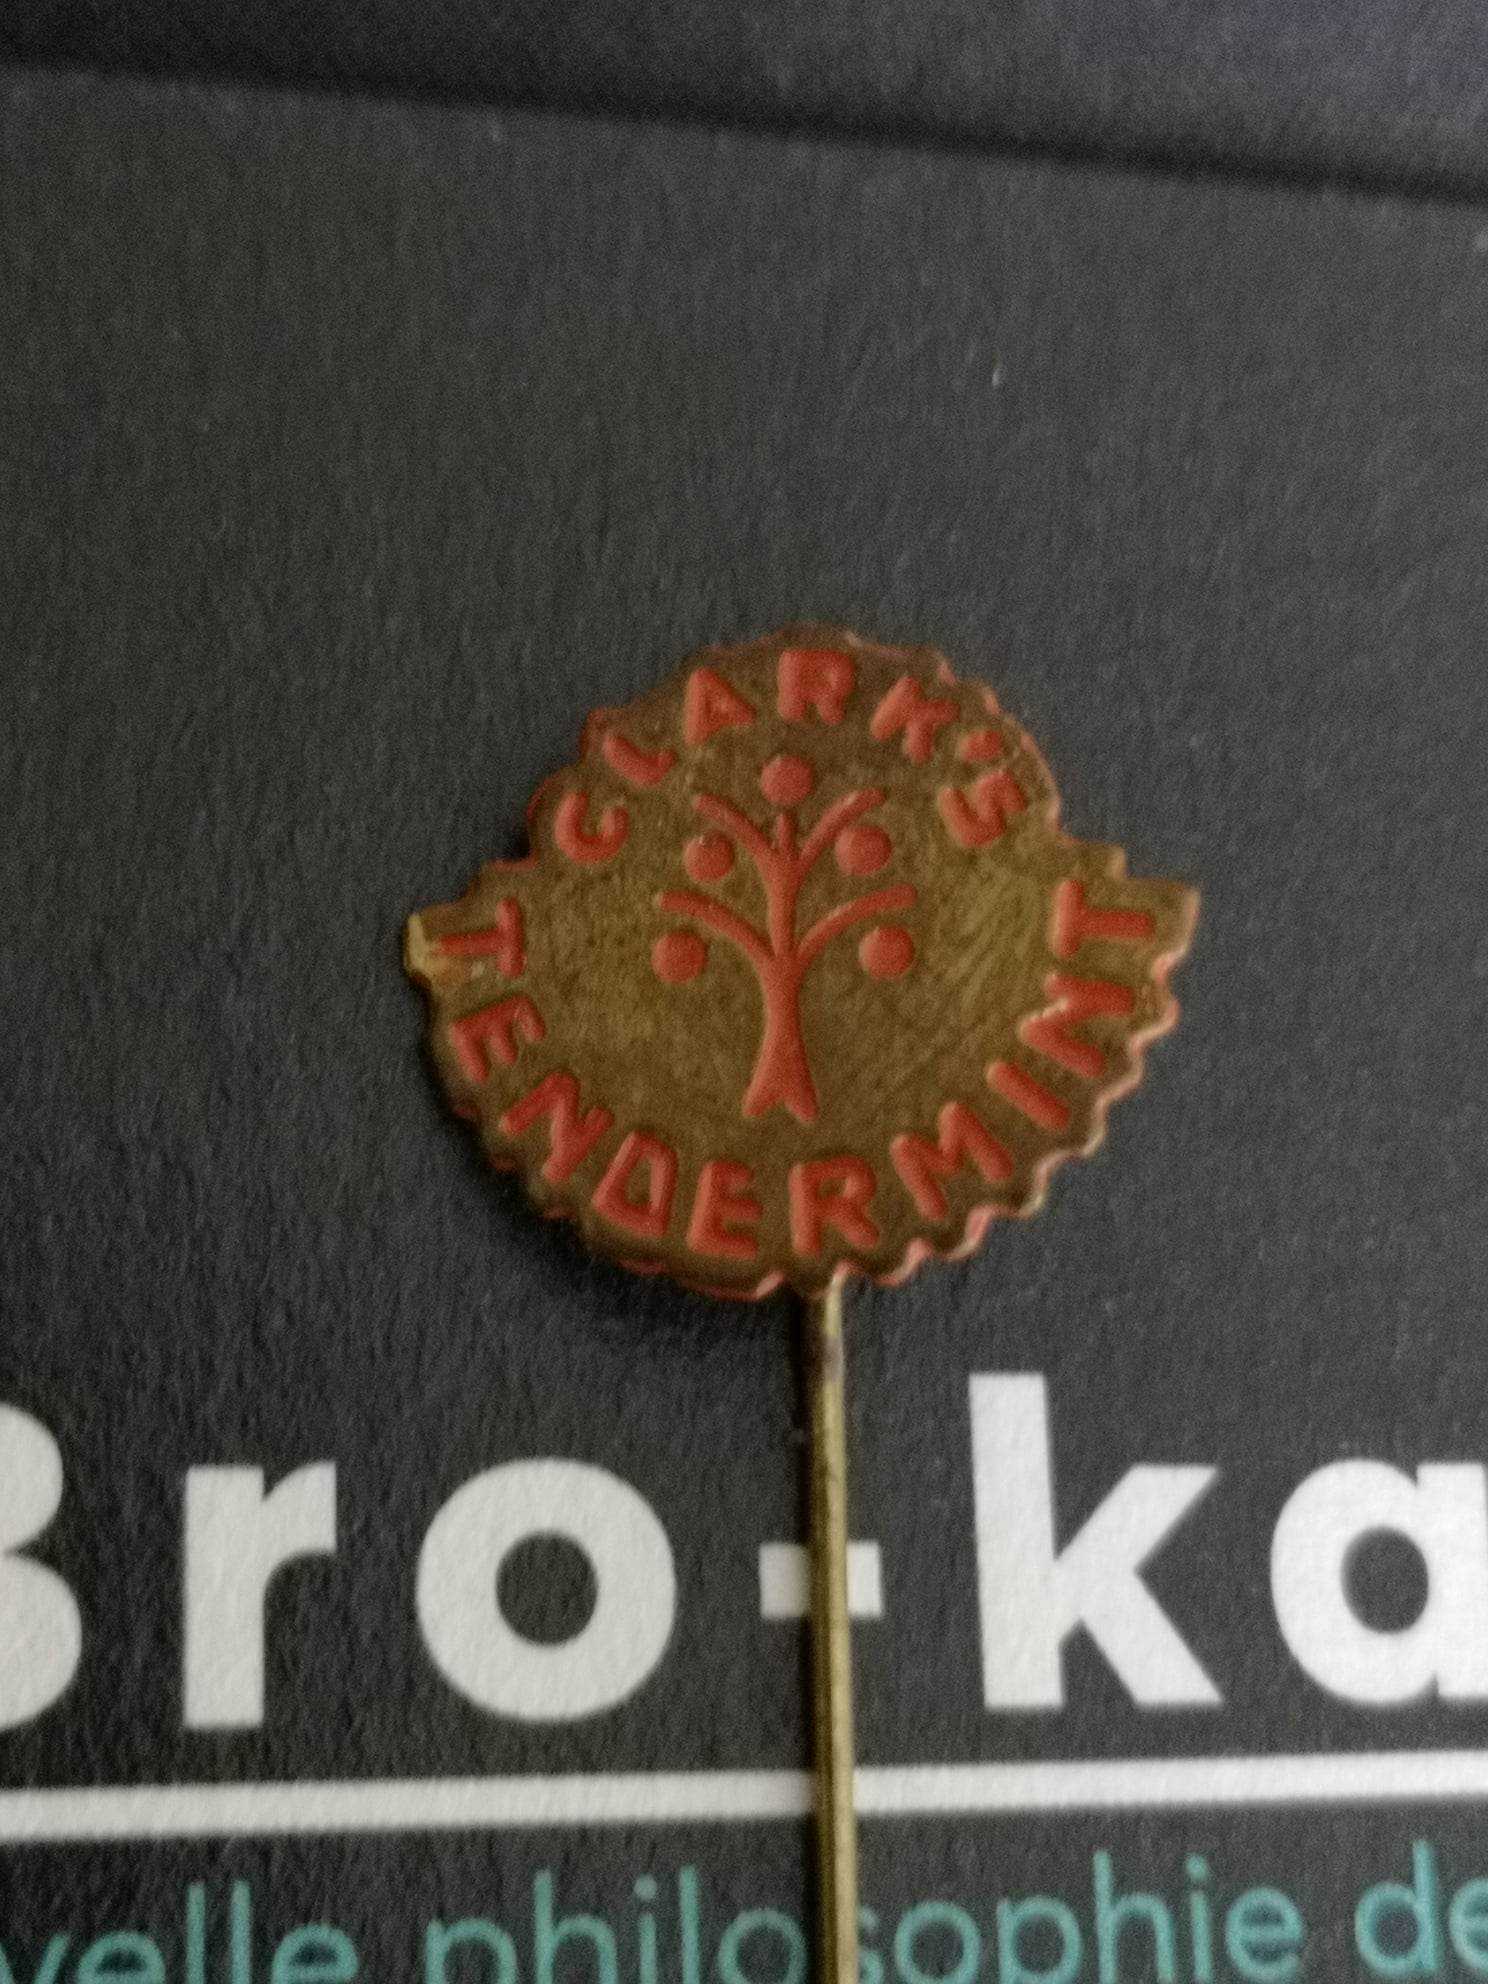 CLARK'S
TENDERMINT
Bro-ka
velle philosophie de